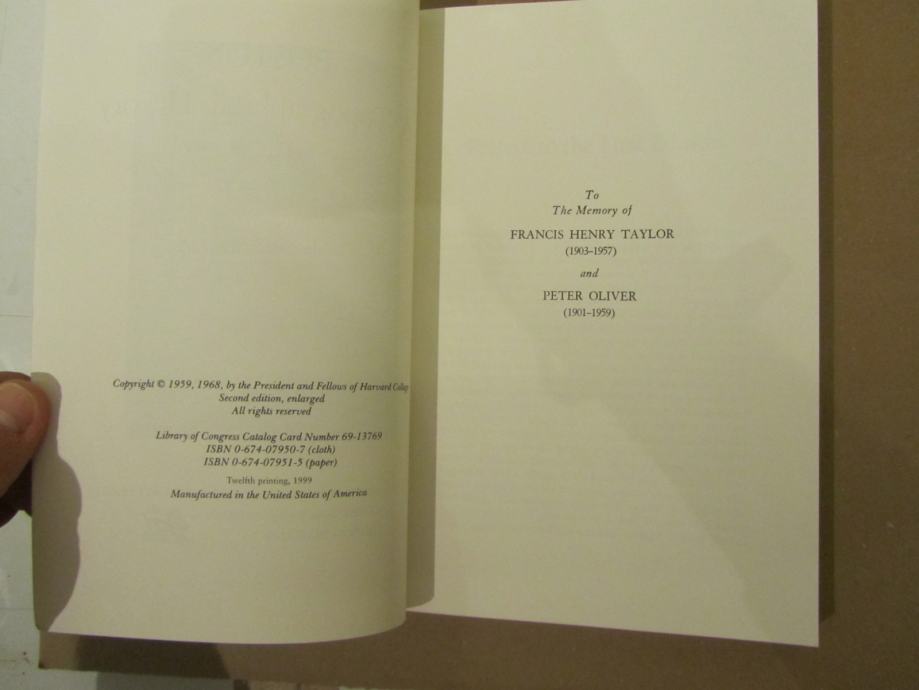 Copyright © 1959, 1968, by the President and Fellows of Harvard College
Second edition, enlarged
All rights reserved
Library of Congress Catalog Card Number 69-13769
ISBN 0-674-07950-7 (cloth)
ISBN 0-674-07951-5 (paper)
Twelfth printing, 1999
Manufactured in the United States of America
To
The Memory of
FRANCIS HENRY TAYLOR
(1903–1957)
and
PETER OLIVER
(1901–1959)